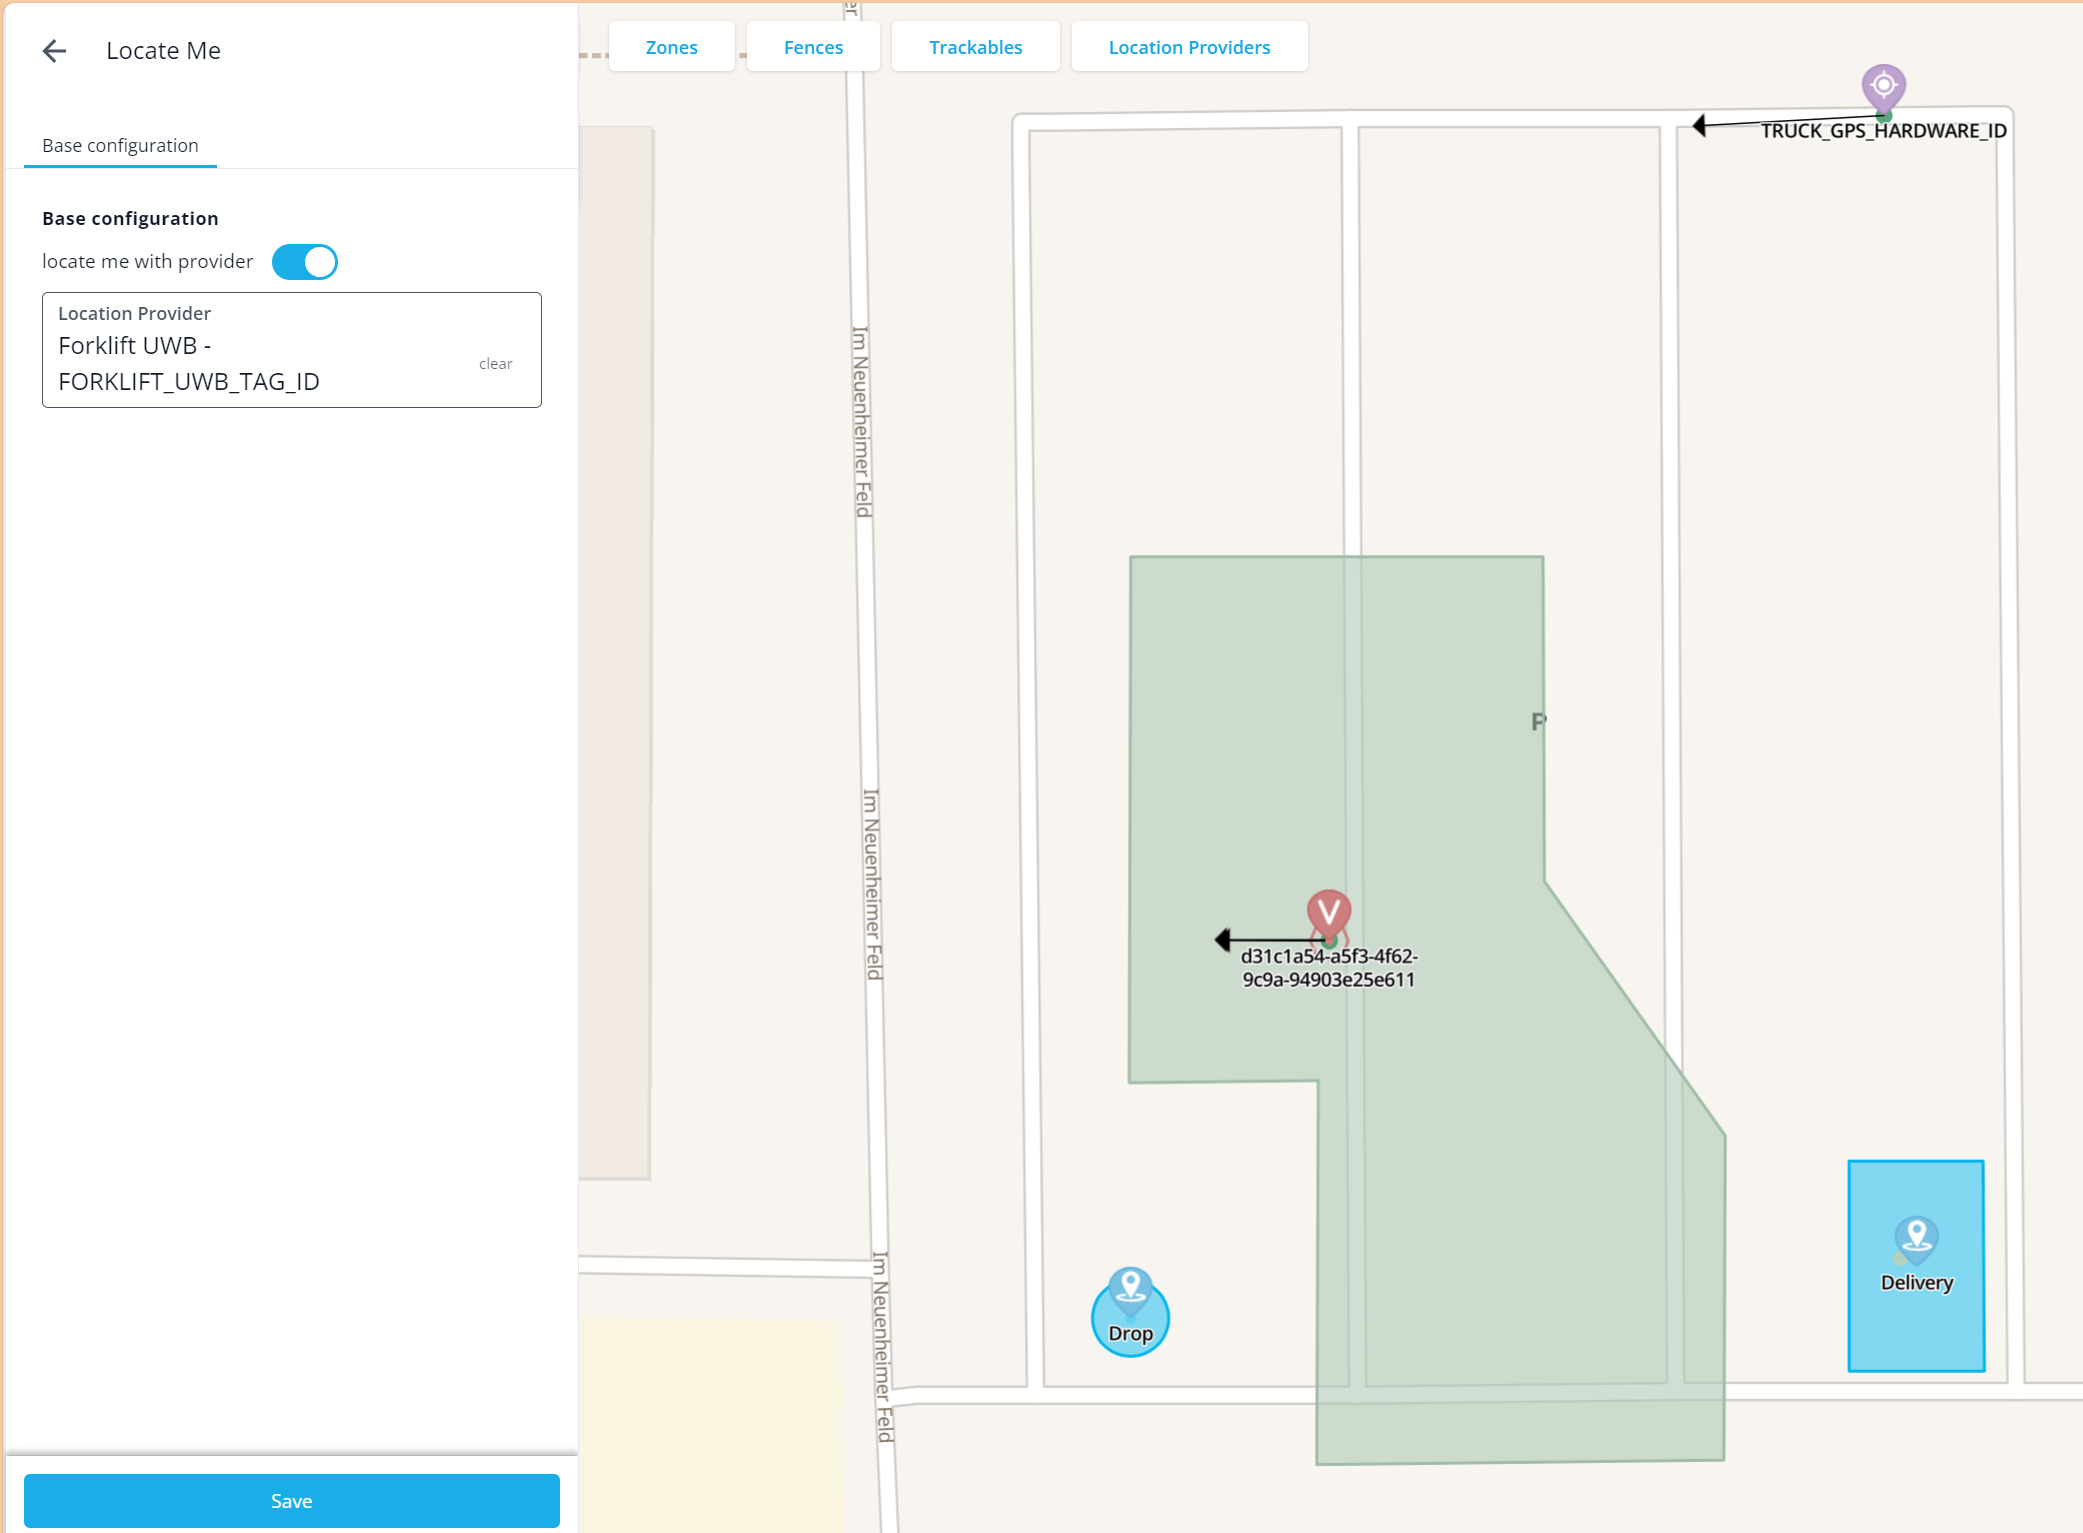 Locate Me
Zones
Fences
Trackables
Location Providers
er
TRUCK_GPS_HARDWARE_ID
Base configuration
Base configuration
locate me with provider
Location Provider
Forklift UWB -
FORKLIFT_UWB_TAG_ID
clear
Im Neuenheimer Feld
P
Im Neuenheimer Feld
V
d31c1a54-a5f3-4f62-
9c9a-94903e25e611
Delivery
Drop
Im Neuenheimer Feld
Save